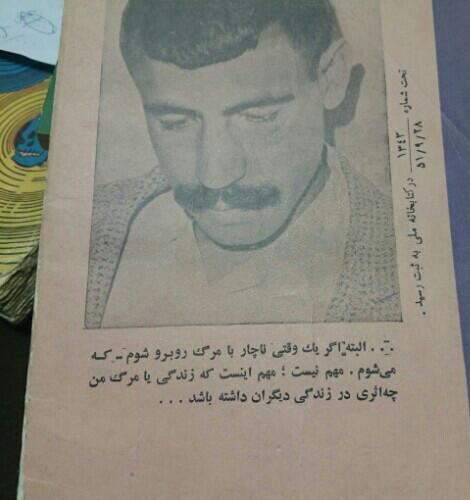 تحت شماره ۱۳۴۳
۵۱/۹/۲۸
در کتابخانه ملی به ثبت رسید .
. . . البته اگر یك وقتی ناچار با مرگ روبرو شوم ـ که
می‌شوم . مهم نیست ؛ مهم اینست که زندگی یا مرگ من
چه‌اثری در زندگی دیگران داشته باشد . . .